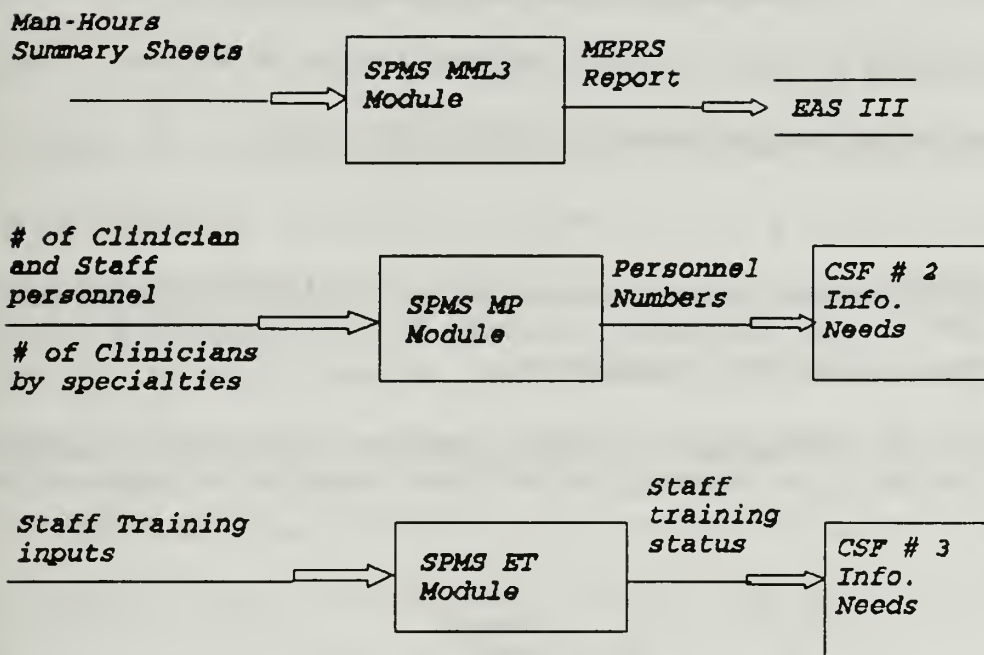 Man-Hours
Summary Sheets
SPMS MML3
Module
MEPRS
Report
EAS III
# of Clinician
and Staff
personnel
# of Clinicians
by specialties
SPMS MP
Module
Personnel
Numbers
CSF # 2
Info.
Needs
Staff Training
inputs
SPMS ET
Module
Staff
training
status
CSF # 3
Info.
Needs